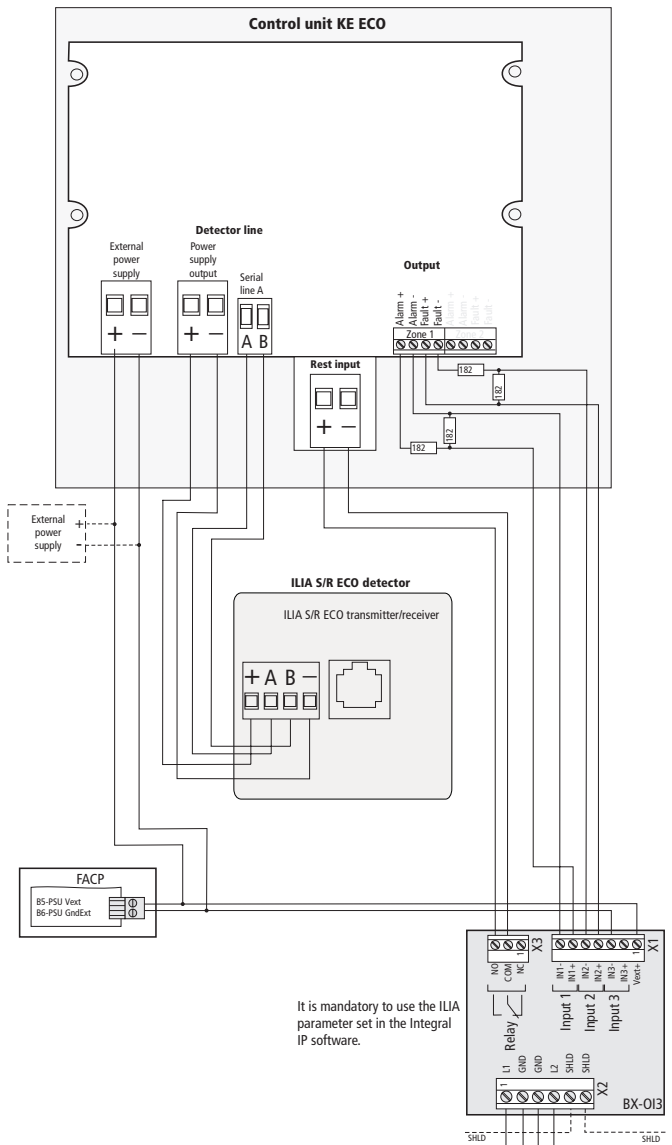 Control unit KE ECO
Detector line
External
power
supply
Power
supply
output
Serial
line A
+ −
+ −
A B
Output
Alarm +
Alarm -
Fault +
Fault -
Alarm +
Alarm -
Fault +
Fault -
Zone 1
Zone 2
182
182
182
182
Rest input
+ −
External
power
supply
+
-
ILIA S/R ECO detector
ILIA S/R ECO transmitter/receiver
+ A B −
FACP
B5-PSU Vext
B6-PSU GndExt
X3
1
NO
COM
NC
Relay
X1
1
IN1-
IN1+
IN2-
IN2+
IN3-
IN3+
Vext+
Input 1
Input 2
Input 3
It is mandatory to use the ILIA
parameter set in the Integral
IP software.
L1
GND
GND
L2
SHLD
SHLD
1
X2
BX-OI3
SHLD
SHLD